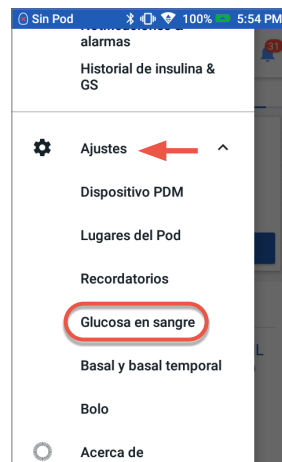 Sin Pod 100% 5:54 PM
31
alarmas
Historial de insulina &
GS
Ajustes
Dispositivo PDM
Lugares del Pod
Recordatorios
Glucosa en sangre
Basal y basal temporal
L
Bolo
Acerca de